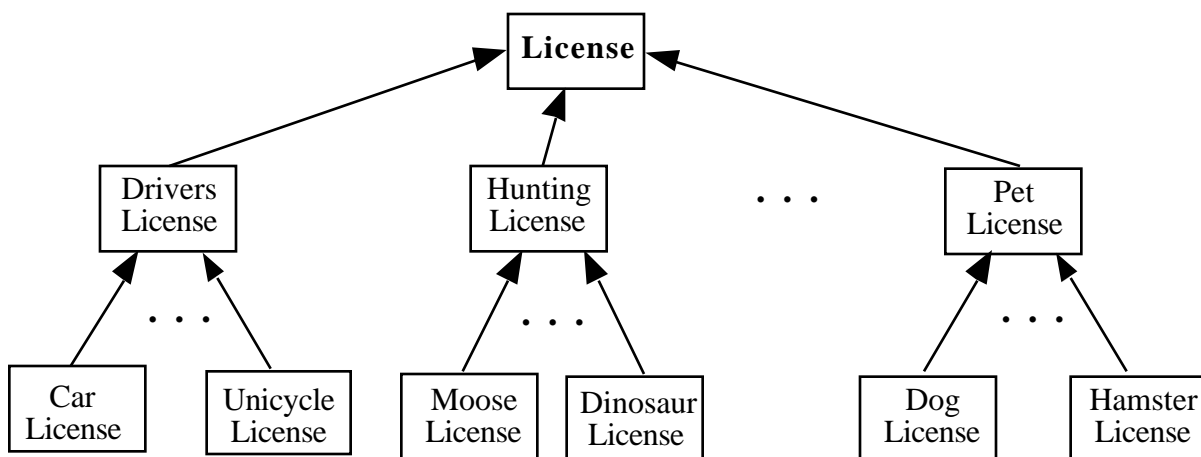 License
Drivers
License
Hunting
License
. . .
Pet
License
. . .
. . .
. . .
Car
License
Unicycle
License
Moose
License
Dinosaur
License
Dog
License
Hamster
License